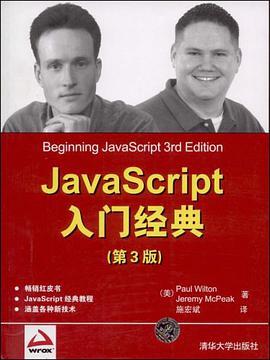 Beginning JavaScript 3rd Edition
JavaScript
入门经典
(第3版)
• 畅销红皮书
• JavaScript 经典教程
• 涵盖各种新技术
(美) Paul Wilton
Jeremy McPeak 著
施宏斌 译
wrox
清华大学出版社